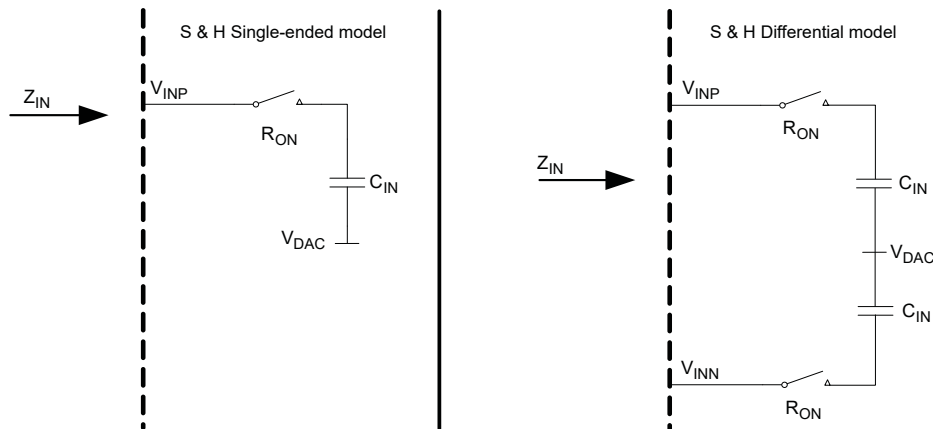 S & H Single-ended model
Z_IN
V_INP
R_ON
C_IN
V_DAC
S & H Differential model
V_INP
R_ON
Z_IN
C_IN
V_DAC
C_IN
V_INN
R_ON